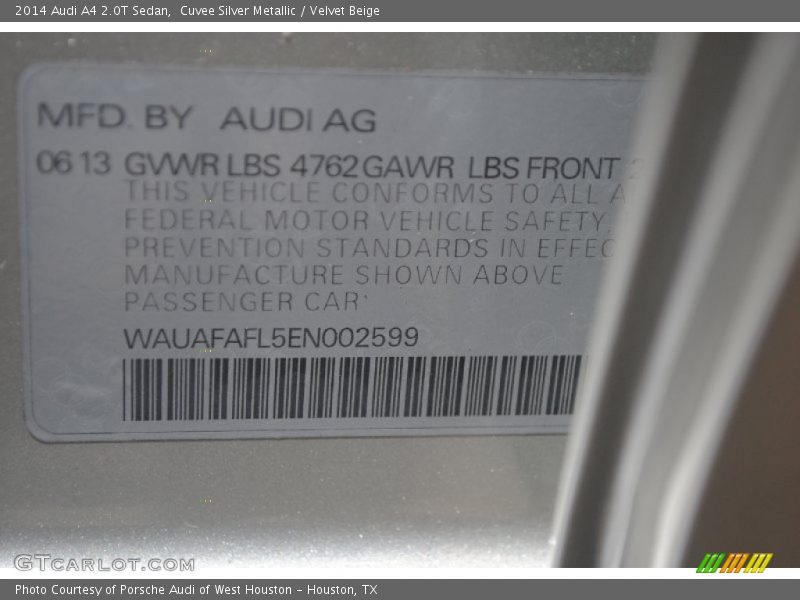 2014 Audi A4 2.0T Sedan,  Cuvee Silver Metallic / Velvet Beige
MFD. BY AUDI AG
06 13 GVWR LBS 4762 GAWR LBS FRONT 2
THIS VEHICLE CONFORMS TO ALL A
FEDERAL MOTOR VEHICLE SAFETY,
PREVENTION STANDARDS IN EFFEC
MANUFACTURE SHOWN ABOVE
PASSENGER CAR
WAUAFAFL5EN002599
GTCARLOT.COM
Photo Courtesy of Porsche Audi of West Houston - Houston, TX